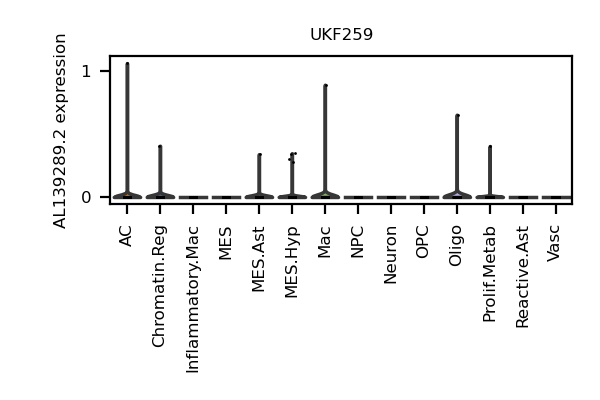 UKF259
AL139289.2 expression
1
0
AC
Chromatin.Reg
Inflammatory.Mac
MES
MES.Ast
MES.Hyp
Mac
NPC
Neuron
OPC
Oligo
Prolif.Metab
Reactive.Ast
Vasc